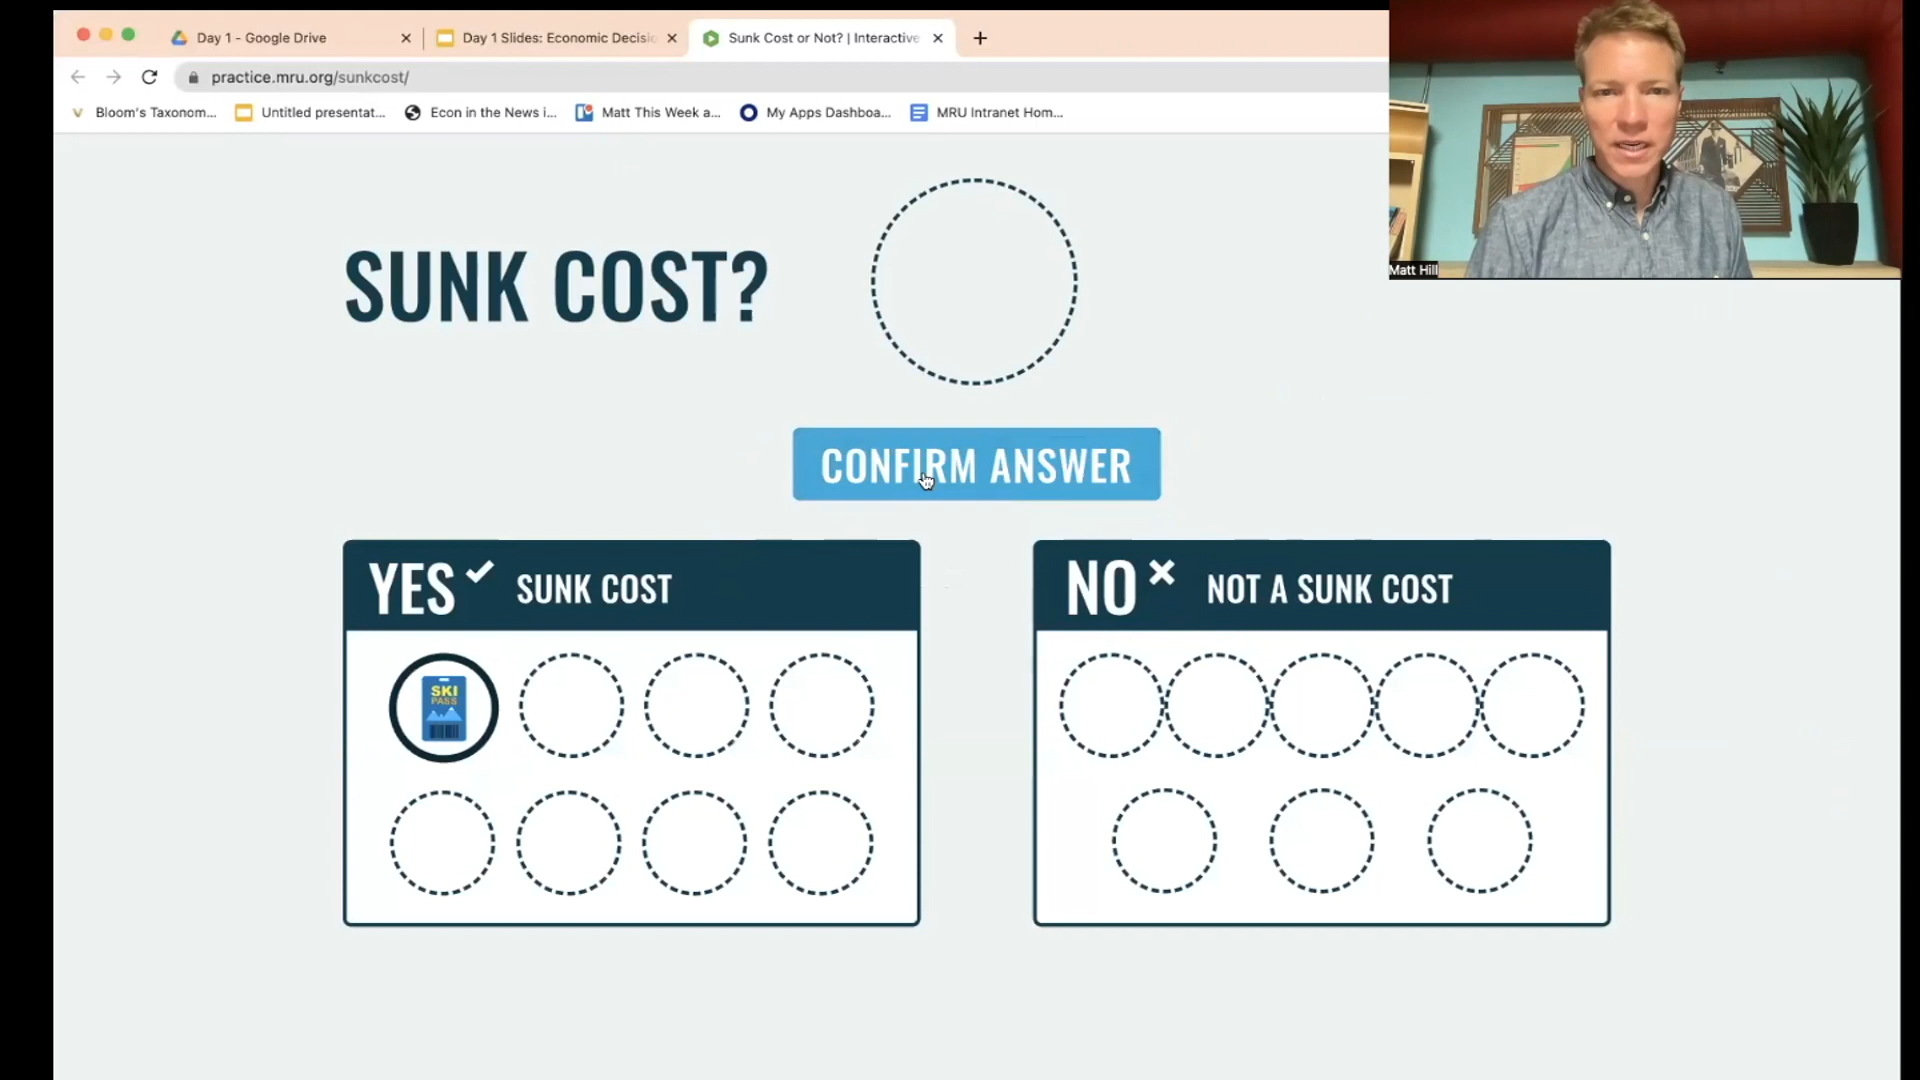 Day 1 - Google Drive
Day 1 Slides: Economic Decisi
Sunk Cost or Not? | Interactive
practice.mru.org/sunkcost/
Bloom's Taxonom...
Untitled presentat...
Econ in the News i...
Matt This Week a...
My Apps Dashboa...
MRU Intranet Hom...
Matt Hill
SUNK COST?
CONFIRM ANSWER
YES SUNK COST
NO NOT A SUNK COST
SKI
PASS